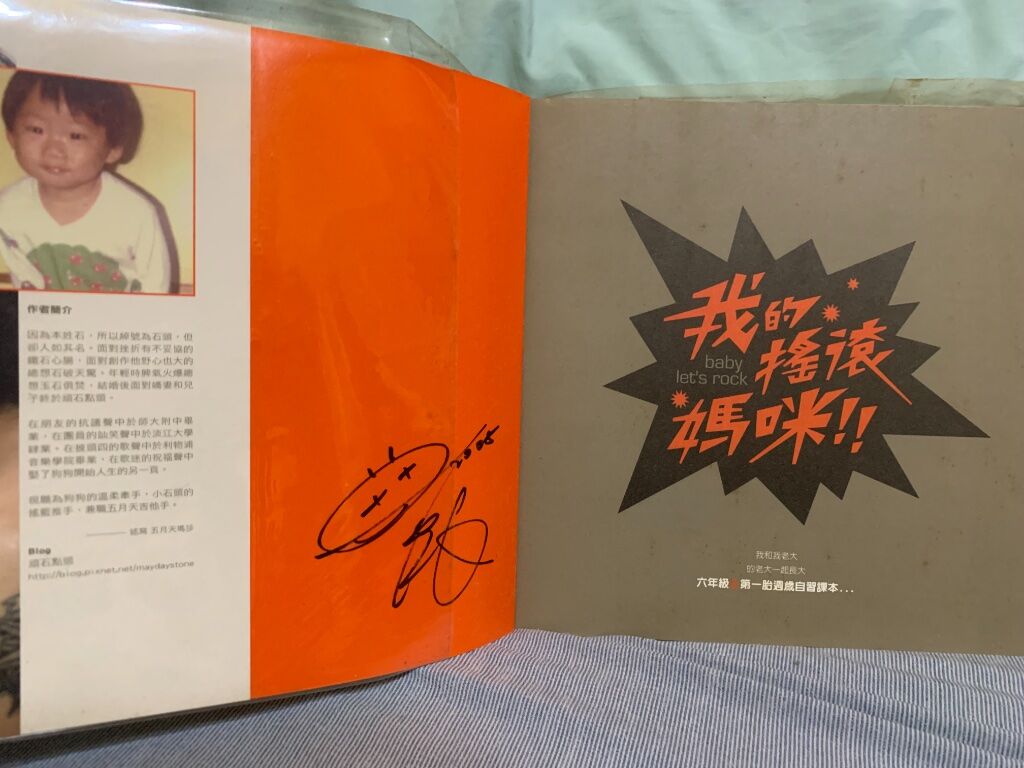 作者簡介
因為本姓石,所以綽號為石頭,但
卻人如其名。面對挫折有不妥協的
鐵石心腸,面對創作他野心也大的
總想石破天驚。年輕時脾氣火爆總
想玉石俱焚,結婚後面對嬌妻和兒
子終於頑石點頭。
在朋友的抗議聲中於師大附中畢
業,在團員的訕笑聲中於淡江大學
肄業。在披頭四的歌聲中於利物浦
音樂學院畢業,在歌迷的祝福聲中
娶了狗狗開始人生的另一頁。
現職為狗狗的溫柔牽手,小石頭的
搖籃推手,兼職五月天吉他手。
——— 側寫 五月天瑪莎
Blog
頑石點頭
http://blog.pixnet.net/maydaystone
我的
搖滾
baby
let's rock
媽咪!!
我和我老大
的老大一起長大
六年級 第一胎週歲自習課本...